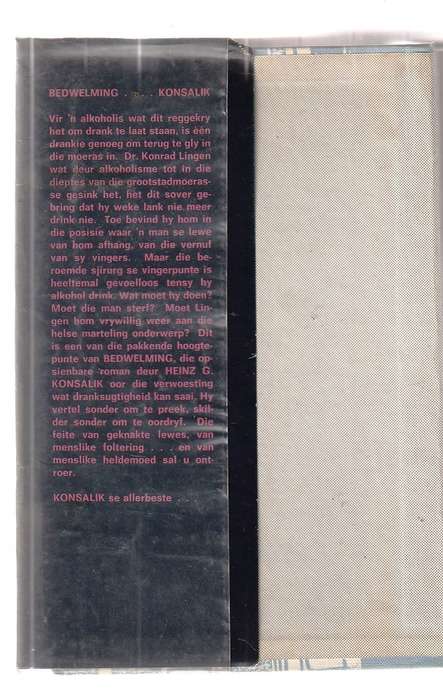 BEDWELMING . . . . KONSALIK
Vir 'n alkoholis wat dit reggekry
het om drank te laat staan, is één
drankie genoeg om terug te gly in
die moeras in. Dr. Konrad Lingen
wat deur alkoholisme tot in die
dieptes van die grootstadmoeras-
se gesink het, het dit sover ge-
bring dat hy weke lank nie meer
drink nie. Toe bevind hy hom in
die posisie waar 'n man se lewe
van hom afhang, van die vernuf
van sy vingers. Maar die be-
roemde sjirurg se vingerpunte is
heeltemal gevoelloos tensy hy
alkohol drink. Wat moet hy doen?
Moet die man sterf? Moet Lin-
gen hom vrywillig weer aan die
helse marteling onderwerp? Dit
is een van die pakkende hoogte-
punte van BEDWELMING, die op-
sienbare roman deur HEINZ G.
KONSALIK oor die verwoesting
wat dranksugtigheid kan saai. Hy
vertel sonder om te preek, skil-
der sonder om te oordryf. Die
feite van geknakte lewes, van
menslike foltering . . . en van
menslike heldemoed sal u ont-
roer.
KONSALIK se allerbeste . . .